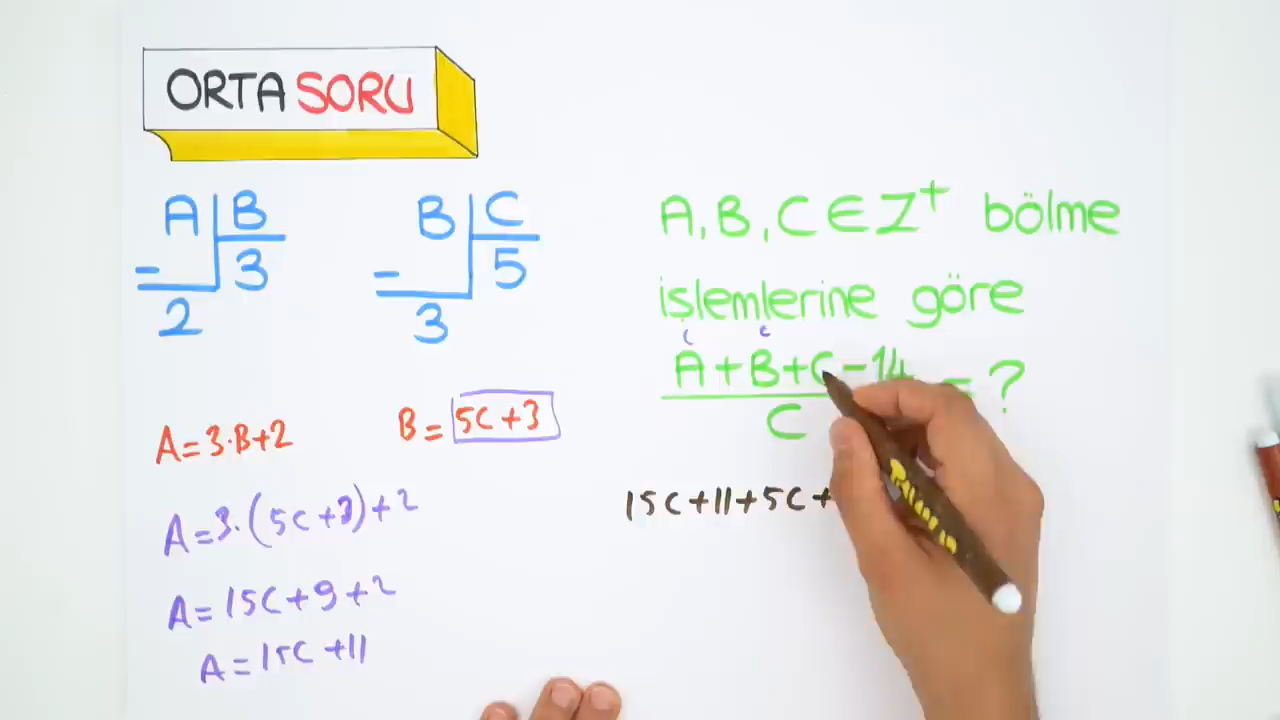 ORTA SORU
A B
3
-
2
B C
5
-
3
A, B, C ∈ Z⁺ bölme
işlemlerine göre
c c
A+B+C-14 = ?
C
A=3·B+2
B=5C+3
A=3·(5C+3)+2
A=15C+9+2
A=15C+11
15C+11+5C+